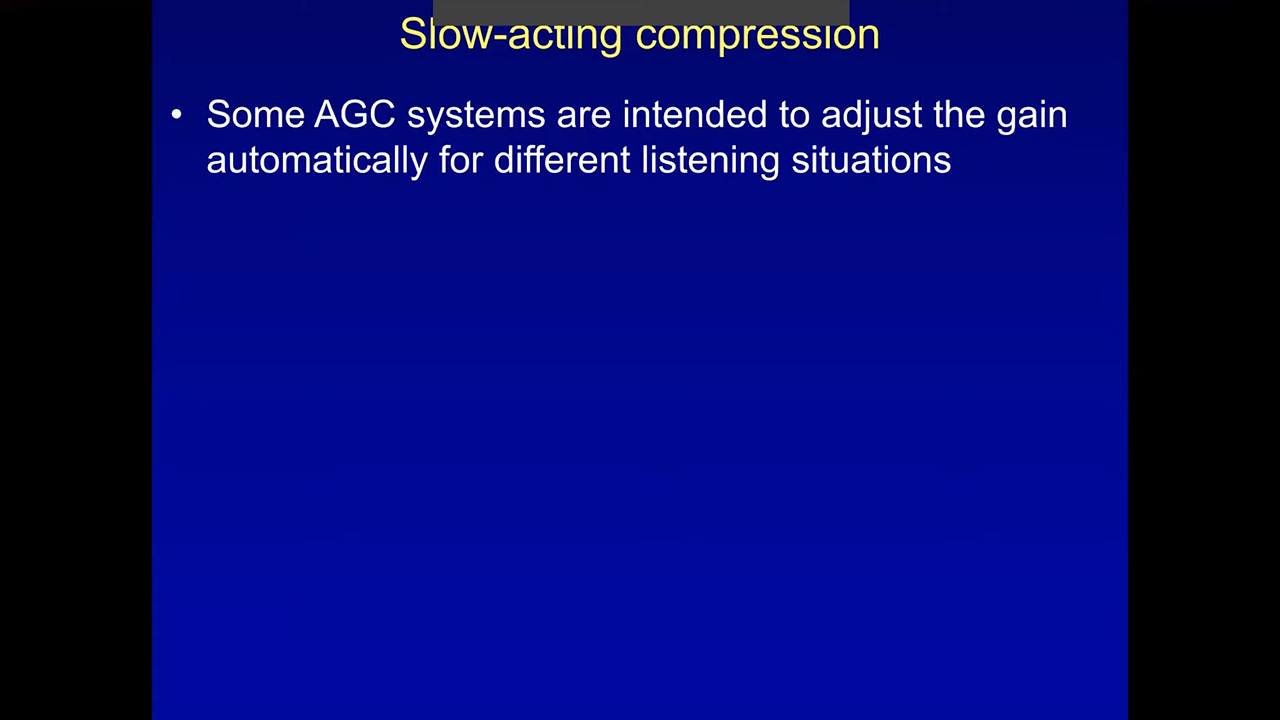 Slow-acting compression
• Some AGC systems are intended to adjust the gain
automatically for different listening situations